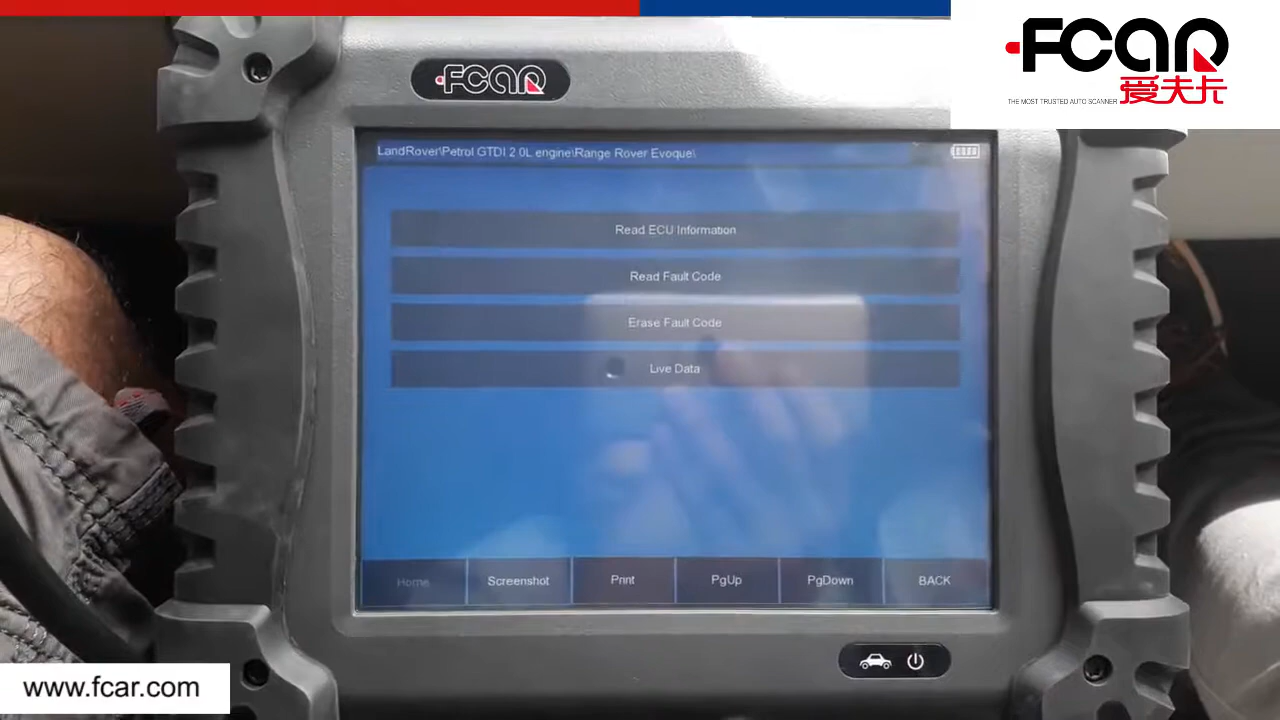 FCAR
爱夫卡
THE MOST TRUSTED AUTO SCANNER
FCAR
LandRover\Petrol GTDI 2 0L engine\Range Rover Evoque\
Read ECU Information
Read Fault Code
Erase Fault Code
Live Data
Home
Screenshot
Print
PgUp
PgDown
BACK
www.fcar.com